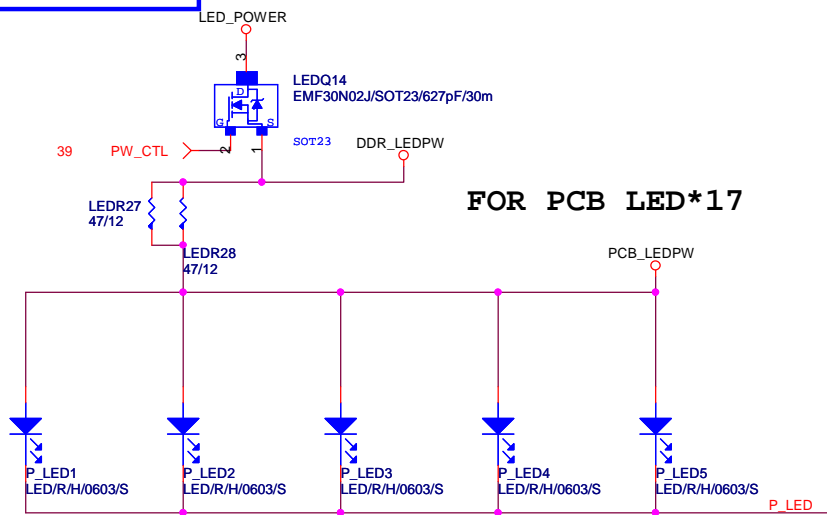 LED_POWER
3
LEDQ14
EMF30N02J/SOT23/627pF/30m
D
G
S
SOT23
DDR_LEDPW
39
PW_CTL
2
1
FOR PCB LED*17
LEDR27
47/12
LEDR28
47/12
PCB_LEDPW
P_LED1
LED/R/H/0603/S
P_LED2
LED/R/H/0603/S
P_LED3
LED/R/H/0603/S
P_LED4
LED/R/H/0603/S
P_LED5
LED/R/H/0603/S
P_LED